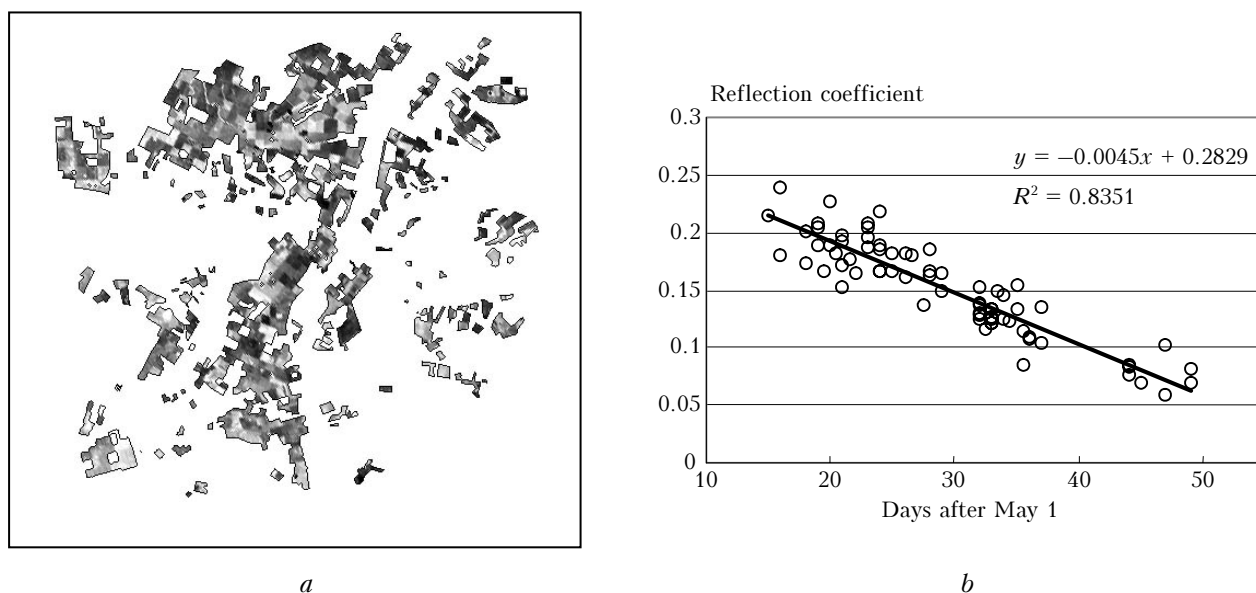 Reflection coefficient
0.3
y = −0.0045x + 0.2829
0.25
R² = 0.8351
0.2
0.15
0.1
0.05
0
10 20 30 40 50
Days after May 1
a b